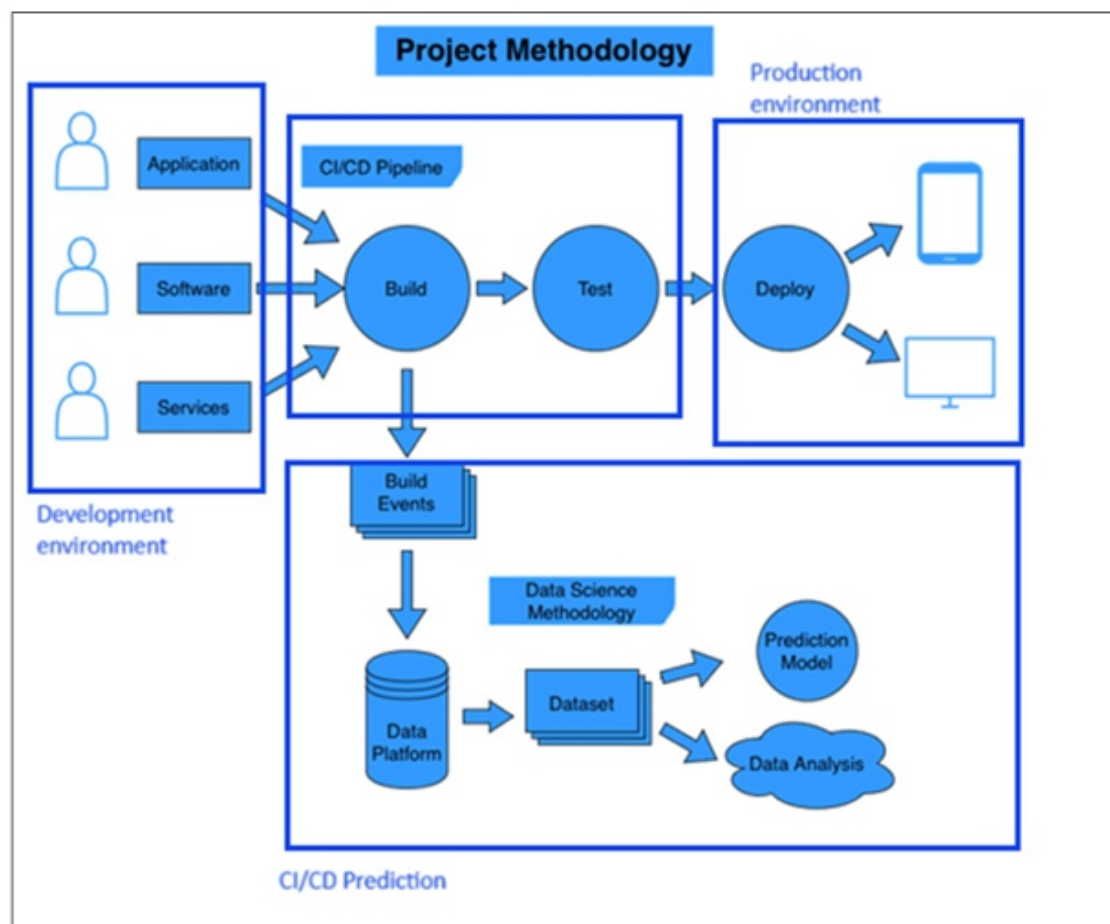 Project Methodology
Production
environment
Application
CI/CD Pipeline
Software
Build
Test
Deploy
Services
Development
environment
Build
Events
Data Science
Methodology
Prediction
Model
Dataset
Data
Platform
Data Analysis
CI/CD Prediction